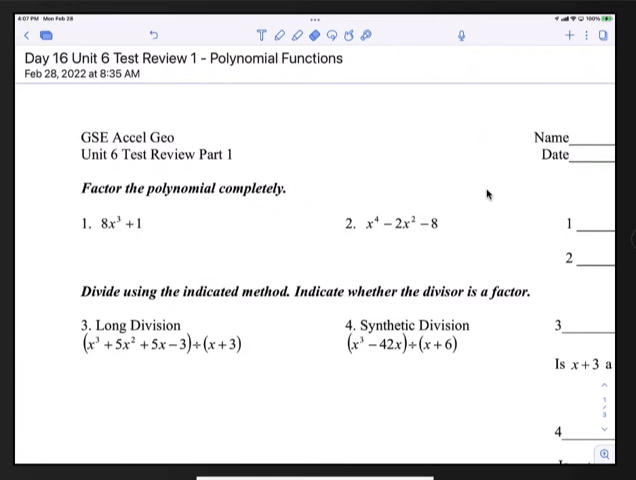 4:07 PM Mon Feb 28
100%
Day 16 Unit 6 Test Review 1 - Polynomial Functions
Feb 28, 2022 at 8:35 AM
GSE Accel Geo
Name
Unit 6 Test Review Part 1
Date
Factor the polynomial completely.
1. 8x³ + 1
2. x⁴ − 2x² − 8
1
2
Divide using the indicated method. Indicate whether the divisor is a factor.
3. Long Division
(x³ + 5x² + 5x − 3) ÷ (x + 3)
4. Synthetic Division
(x³ − 42x) ÷ (x + 6)
3
Is x + 3 a
1
/
3
4